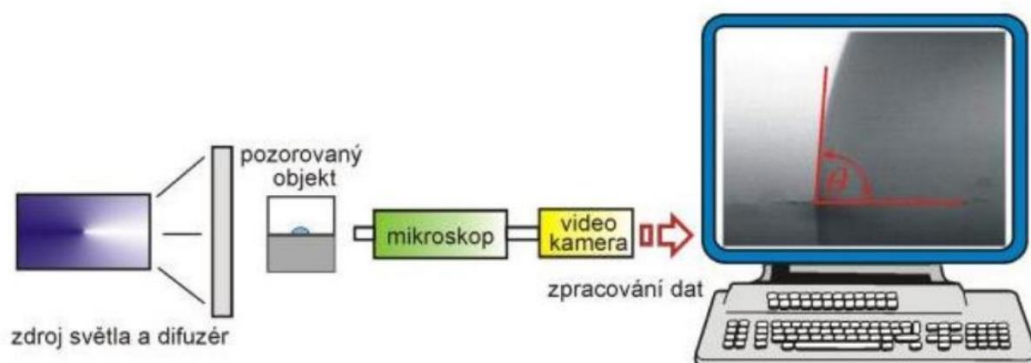 pozorovaný
objekt
mikroskop
video
kamera
zpracování dat
zdroj světla a difuzér
θ